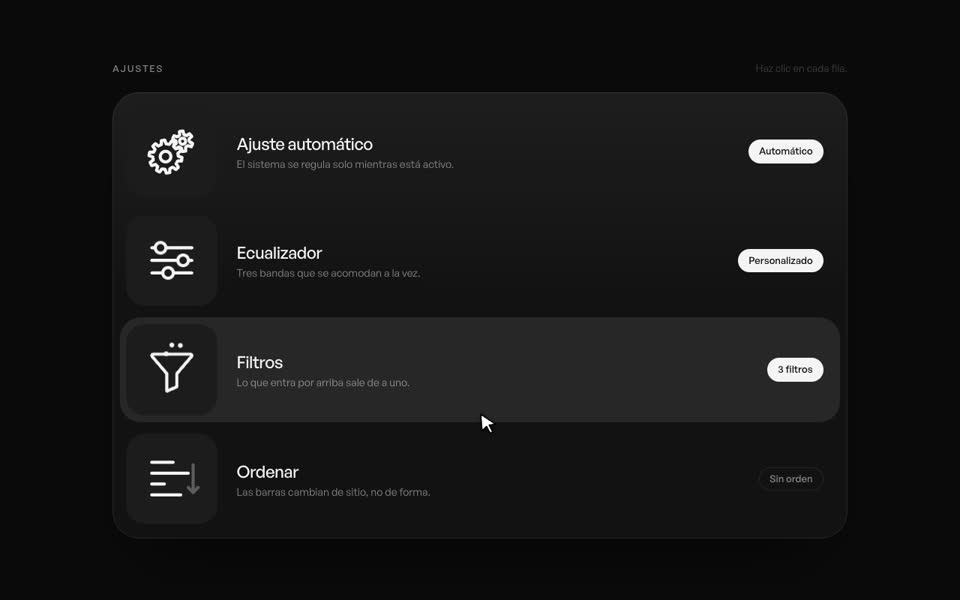 AJUSTES
Haz clic en cada fila.
Ajuste automático
El sistema se regula solo mientras está activo.
Automático
Ecualizador
Tres bandas que se acomodan a la vez.
Personalizado
Filtros
Lo que entra por arriba sale de a uno.
3 filtros
Ordenar
Las barras cambian de sitio, no de forma.
Sin orden